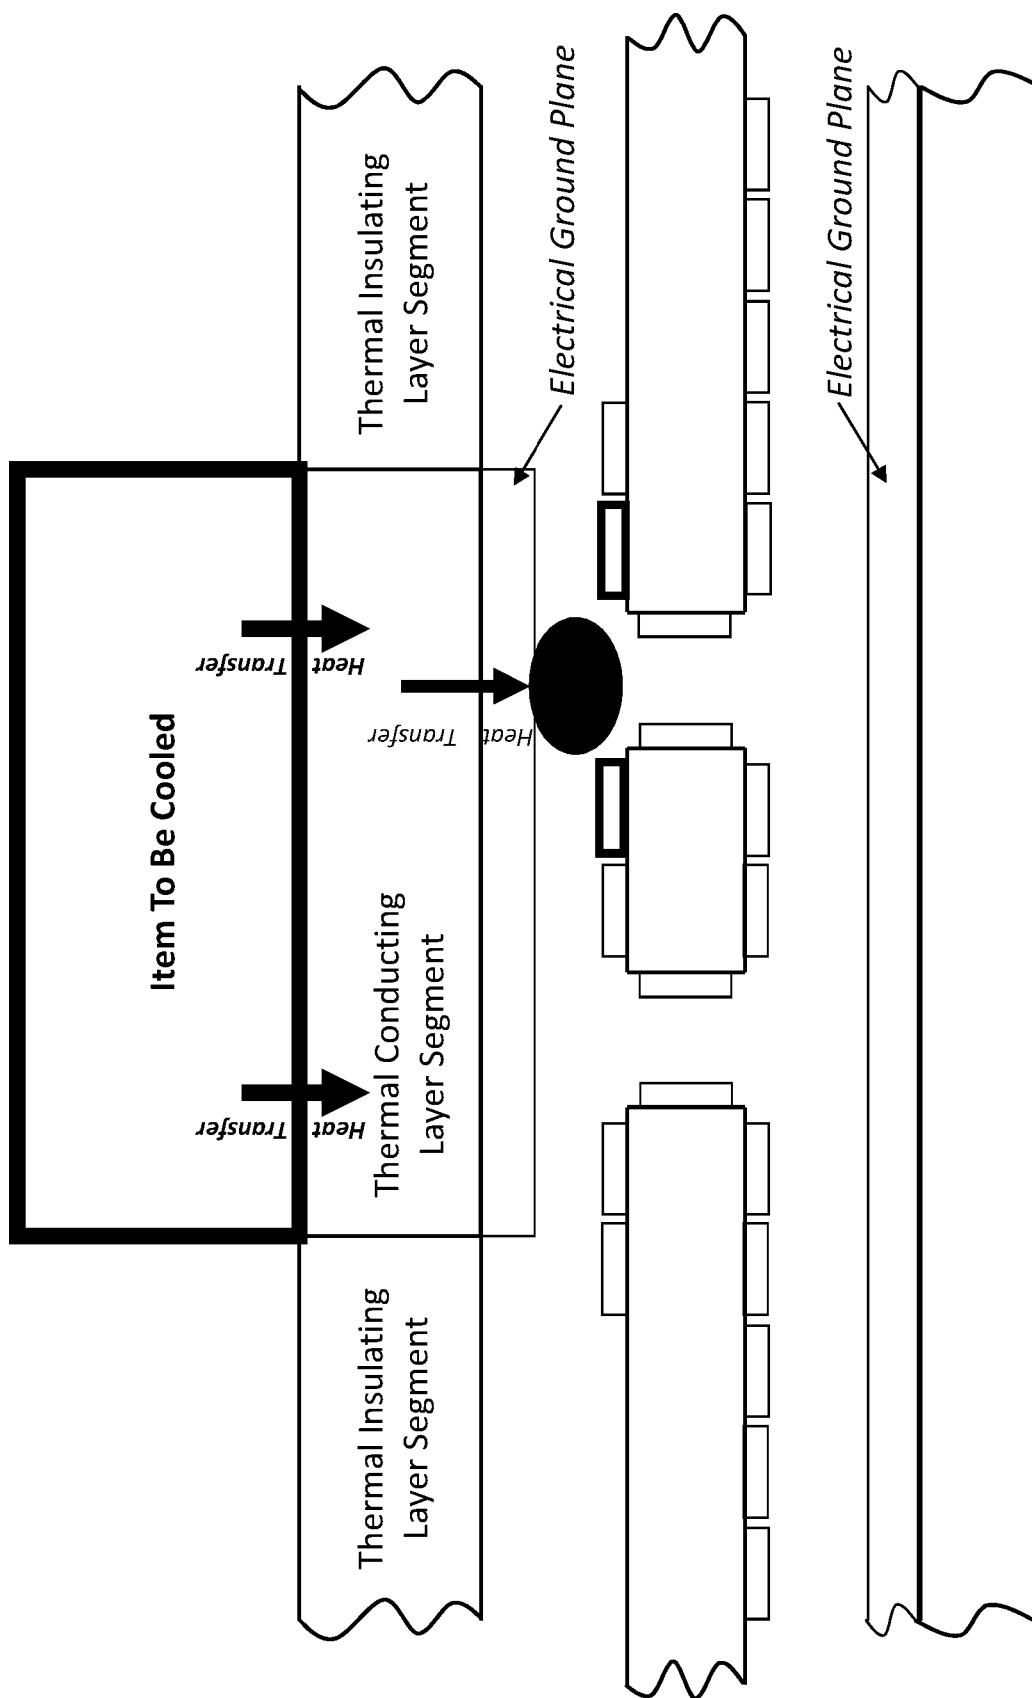 Item To Be Cooled
Heat
Transfer
Heat
Transfer
Heat
Transfer
Thermal Insulating
Layer Segment
Thermal Conducting
Layer Segment
Thermal Insulating
Layer Segment
Electrical Ground Plane
Electrical Ground Plane